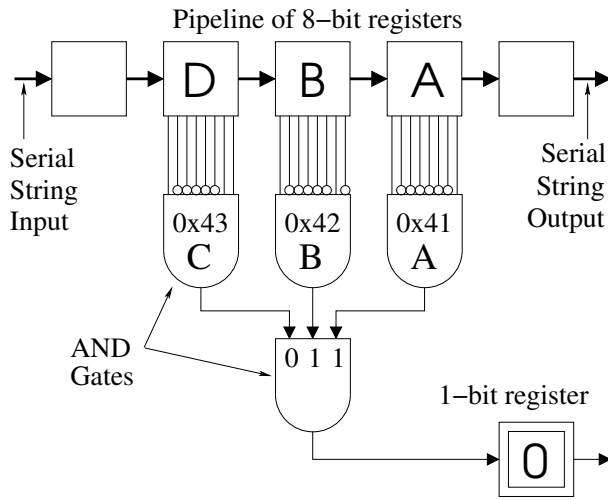 Pipeline of 8−bit registers
D B A
Serial
String
Input
Serial
String
Output
0x43 0x42 0x41
C B A
AND
Gates
0 1 1
1−bit register
0